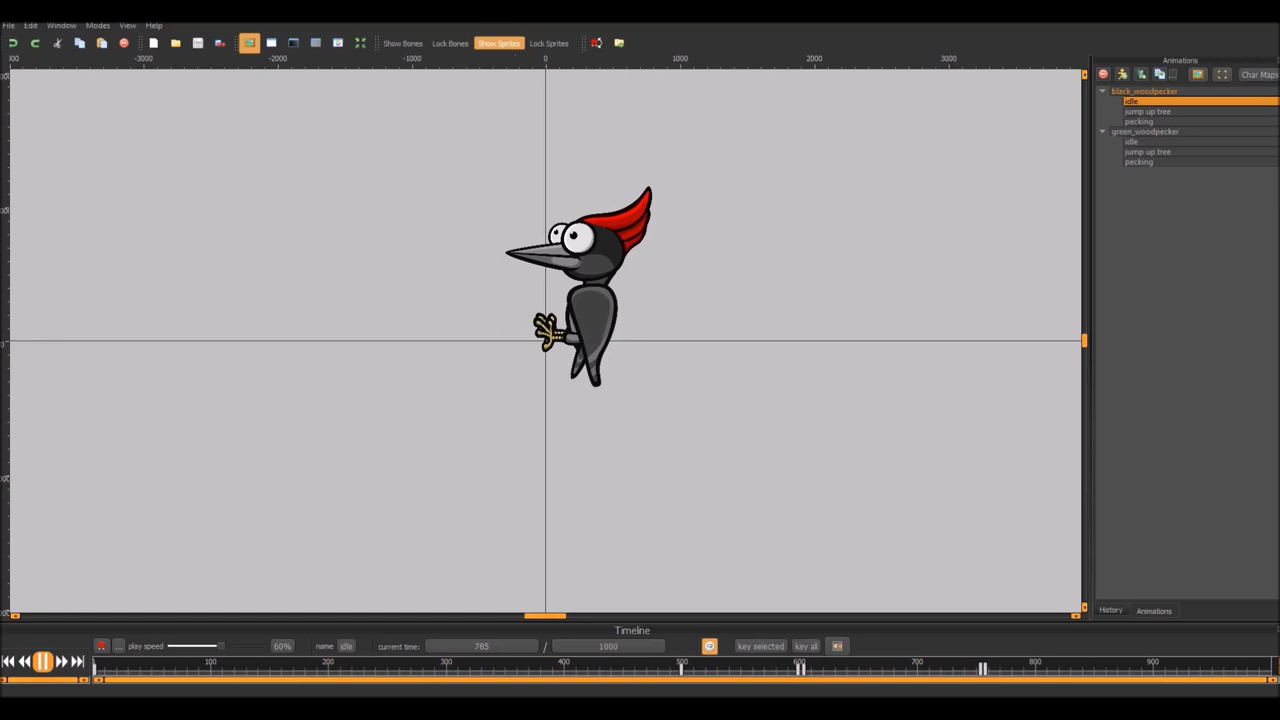 File Edit Window Modes View Help
Show Bones Lock Bones Show Sprites Lock Sprites
-3000 -2000 0 1000 2000 3000
Animations
Char Maps
black_woodpecker
idle
jump up tree
pecking
green_woodpecker
idle
jump up tree
pecking
History Animations
Timeline
play speed 60% name idle current time: 785 / 1000 key selected key all
100 200 300 400 500 600 700 800 900